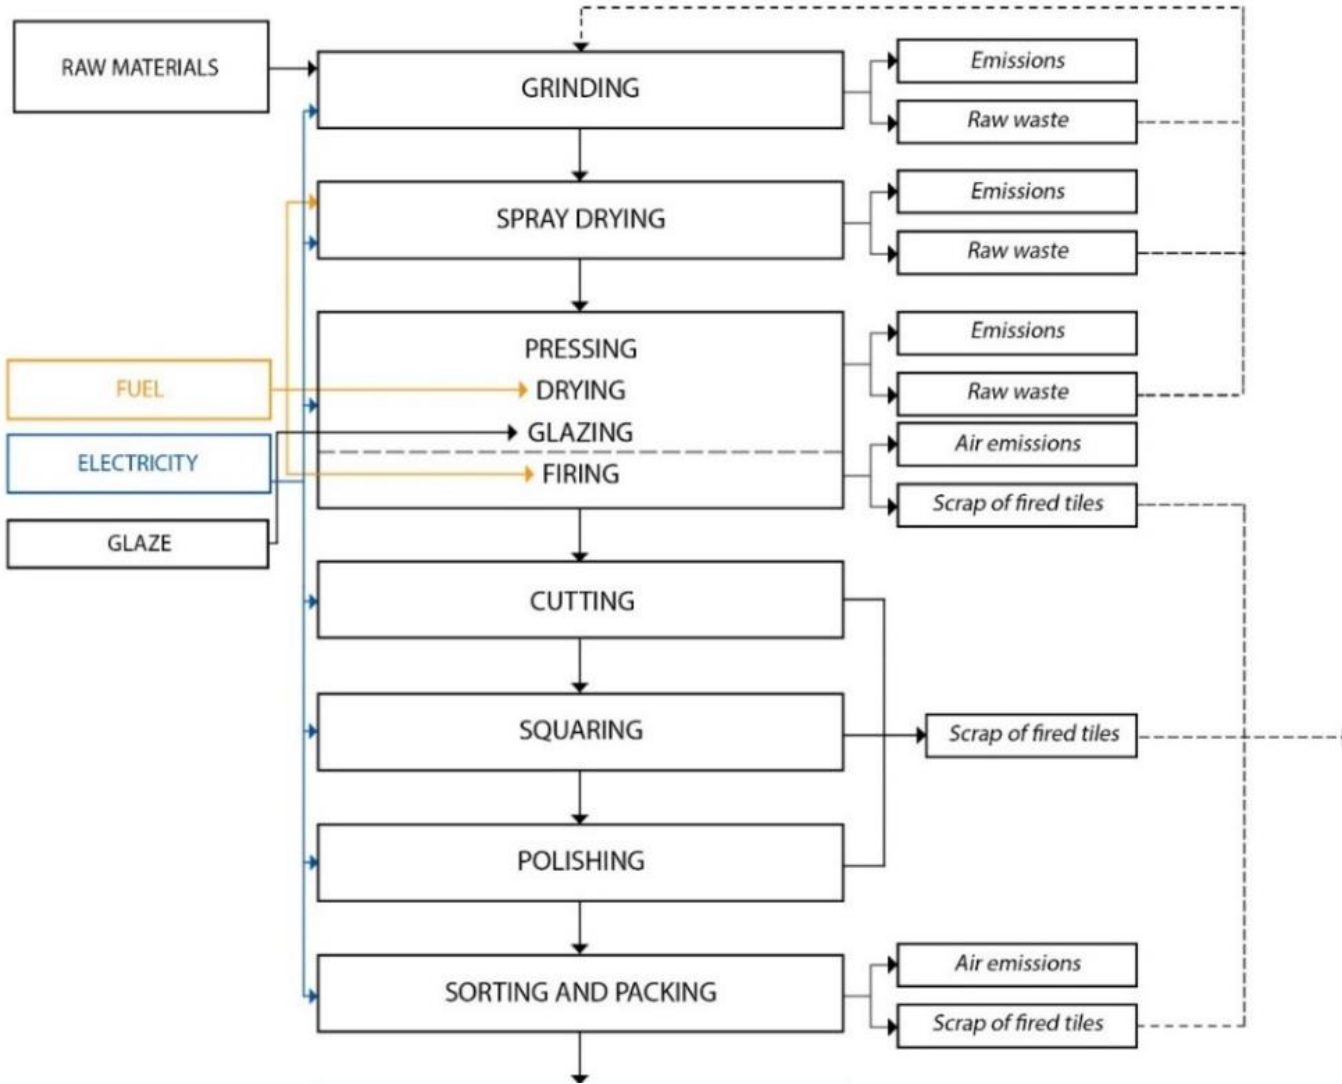 RAW MATERIALS
GRINDING
Emissions
Raw waste
SPRAY DRYING
Emissions
Raw waste
PRESSING
DRYING
GLAZING
FIRING
Emissions
Raw waste
Air emissions
Scrap of fired tiles
FUEL
ELECTRICITY
GLAZE
CUTTING
SQUARING
POLISHING
Scrap of fired tiles
SORTING AND PACKING
Air emissions
Scrap of fired tiles